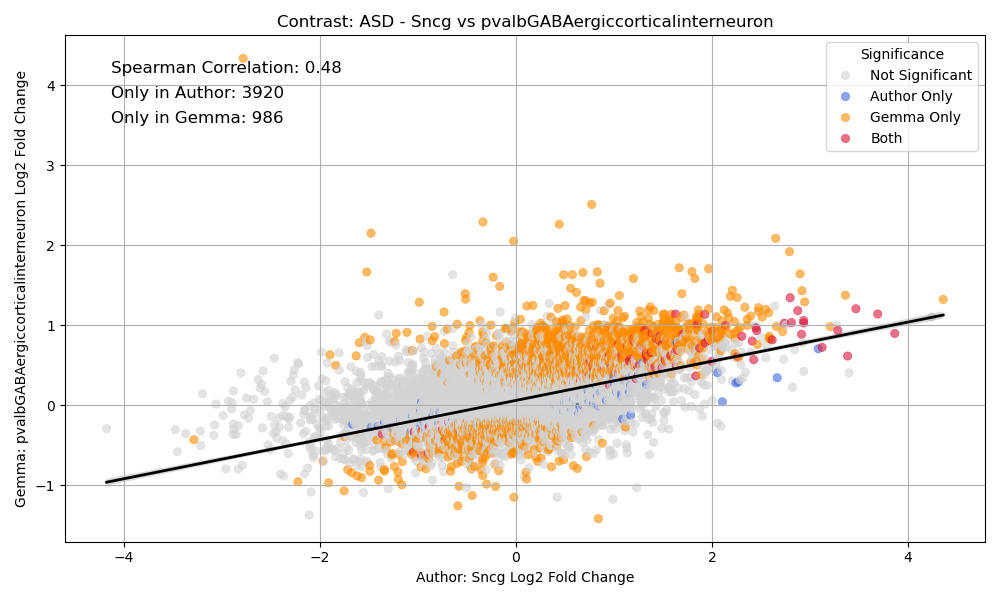 Contrast: ASD - Sncg vs pvalbGABAergiccorticalinterneuron
Spearman Correlation: 0.48
Only in Author: 3920
Only in Gemma: 986
Significance
Not Significant
Author Only
Gemma Only
Both
Gemma: pvalbGABAergiccorticalinterneuron Log2 Fold Change
4
3
2
1
0
−1
−4
−2
0
2
4
Author: Sncg Log2 Fold Change